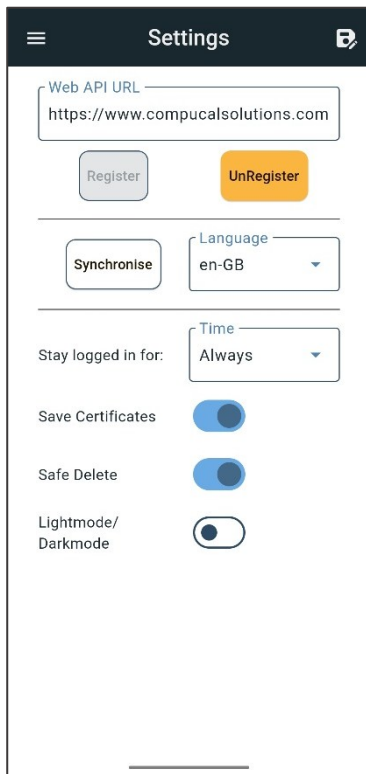 Settings
Web API URL
https://www.compucalsolutions.com
Register
UnRegister
Synchronise
Language
en-GB
Time
Stay logged in for:
Always
Save Certificates
Safe Delete
Lightmode/
Darkmode